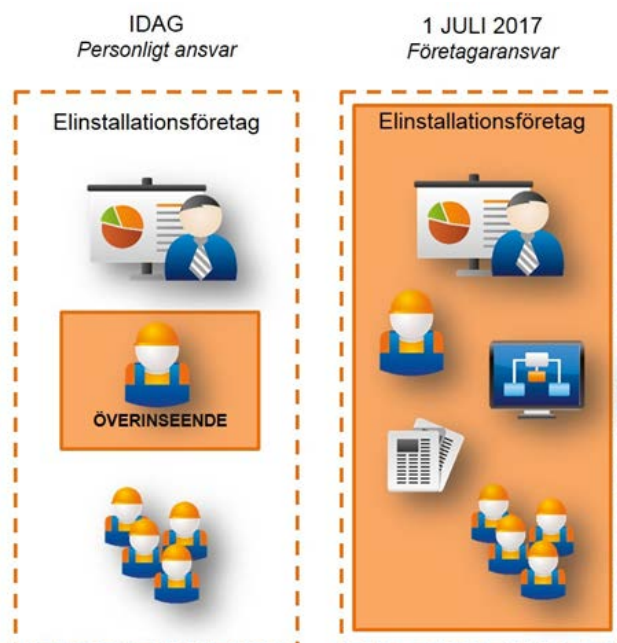 IDAG
Personligt ansvar
Elinstallationsföretag
ÖVERINSEENDE
1 JULI 2017
Företagaransvar
Elinstallationsföretag